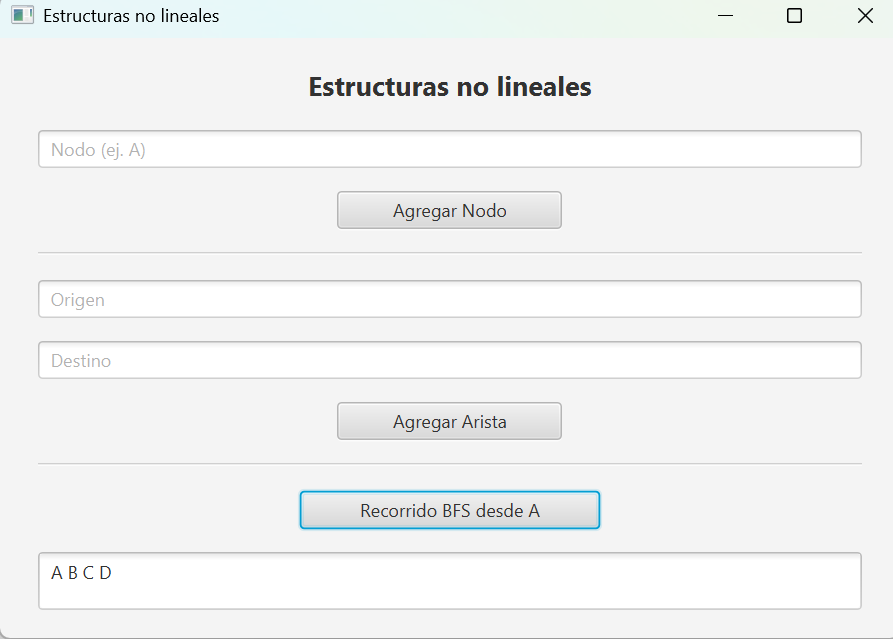 Estructuras no lineales
Estructuras no lineales
Nodo (ej. A)
Agregar Nodo
Origen
Destino
Agregar Arista
Recorrido BFS desde A
A B C D